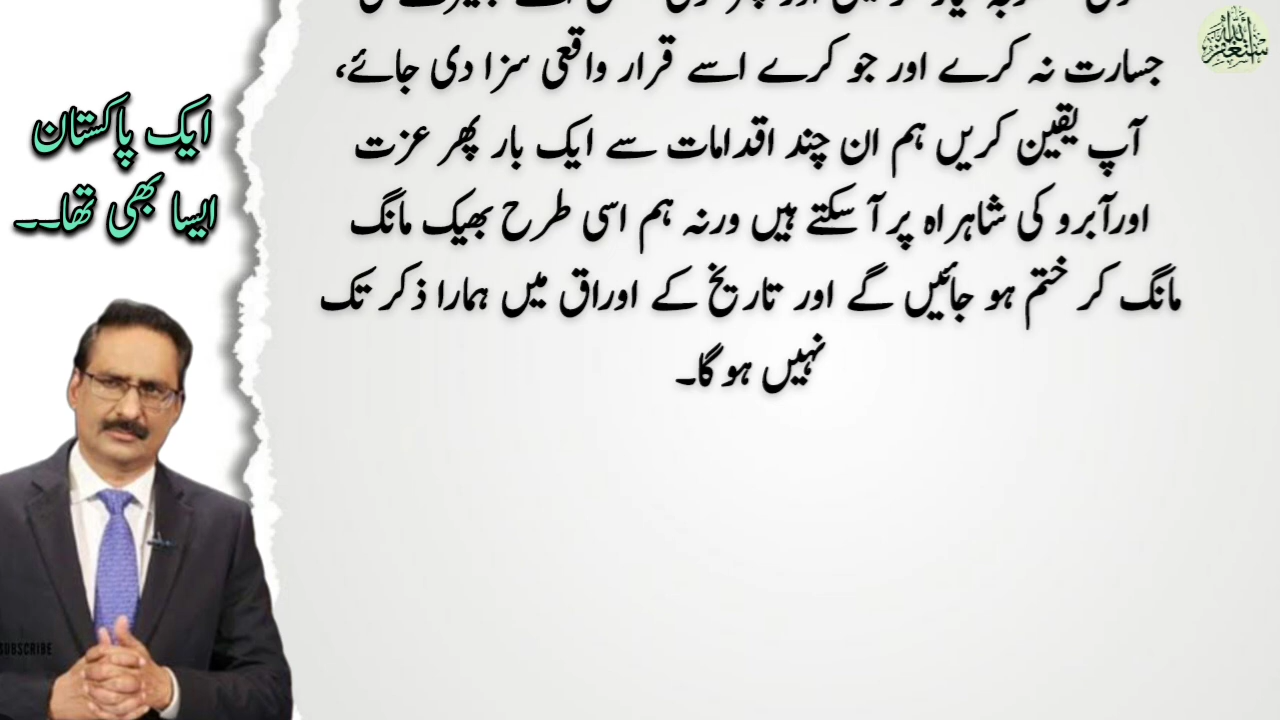 جسارت نہ کرے اور جو کرے اسے قرار واقعی سزا دی جائے،
آپ یقین کریں ہم ان چند اقدامات سے ایک بار پھر عزت
اورآبرو کی شاہراہ پر آ سکتے ہیں ورنہ ہم اسی طرح بھیک مانگ
مانگ کر ختم ہو جائیں گے اور تاریخ کے اوراق میں ہمارا ذکر تک
نہیں ہو گا۔
ایک پاکستان
ایسا بھی تھا۔۔
SUBSCRIBE